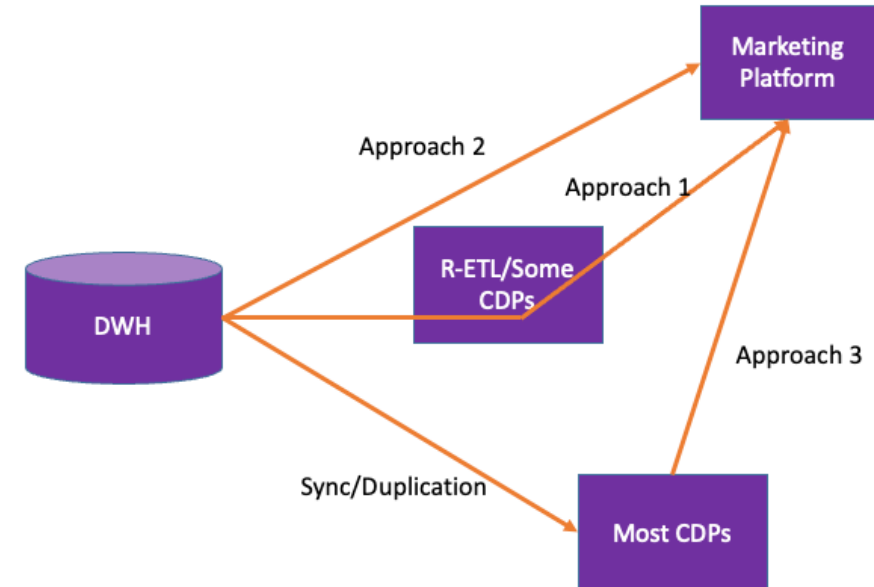 Marketing
Platform
Approach 2
Approach 1
R-ETL/Some
CDPs
DWH
Approach 3
Sync/Duplication
Most CDPs